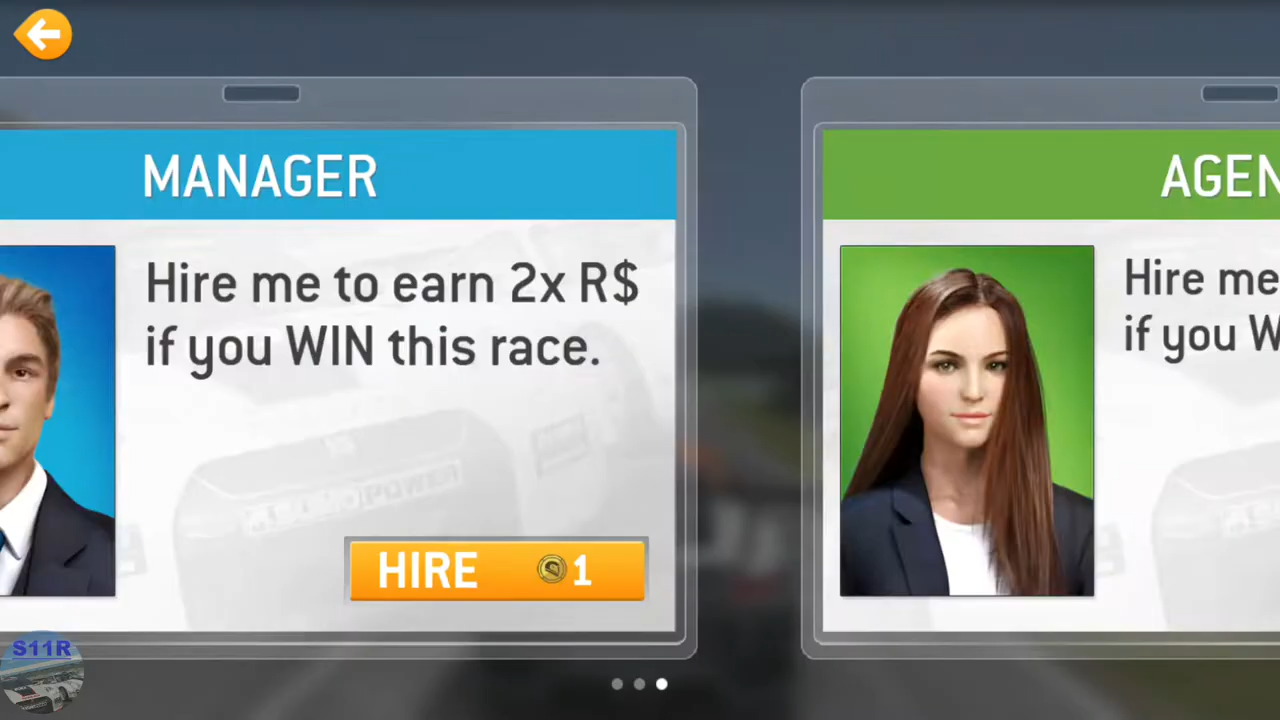 MANAGER
Hire me to earn 2x R$
if you WIN this race.
HIRE 1
AGEN
Hire me
if you W
S11R